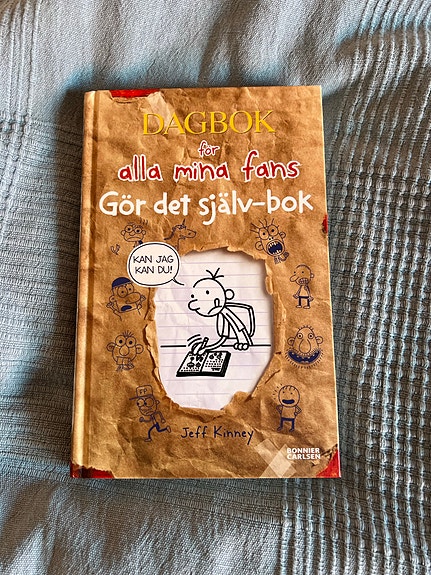 DAGBOK
för
alla mina fans
Gör det själv-bok
KAN JAG
KAN DU!
Jeff Kinney
BONNIER
CARLSEN